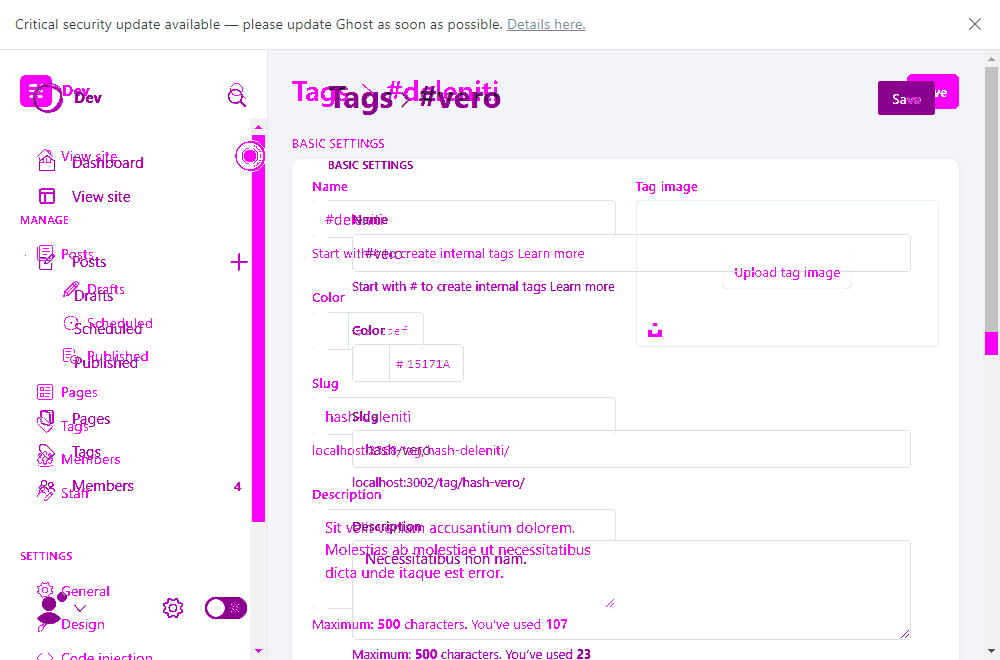 Critical security update available — please update Ghost as soon as possible. Details here.
Dev
Dev
Tags > #deleniti
Tags > #vero
Save
BASIC SETTINGS
BASIC SETTINGS
View site
Dashboard
View site
MANAGE
Posts
Posts
Drafts
Drafts
Scheduled
Scheduled
Published
Published
Pages
Pages
Tags
Tags
Members
Members 4
Staff
SETTINGS
General
Design
Code injection
Name
#deleniti
Name
#vero
Start with # to create internal tags Learn more
Start with # to create internal tags Learn more
Color
Color
# 15171A
Slug
hash-deleniti
Slug
hash-vero
localhost:2368/tag/hash-deleniti/
localhost:3002/tag/hash-vero/
Description
Description
Sit velit veniam accusantium dolorem.
Molestias ab molestiae ut necessitatibus
dicta unde itaque est error.
Necessitatibus non nam.
Maximum: 500 characters. You've used 107
Maximum: 500 characters. You've used 23
Tag image
Upload tag image